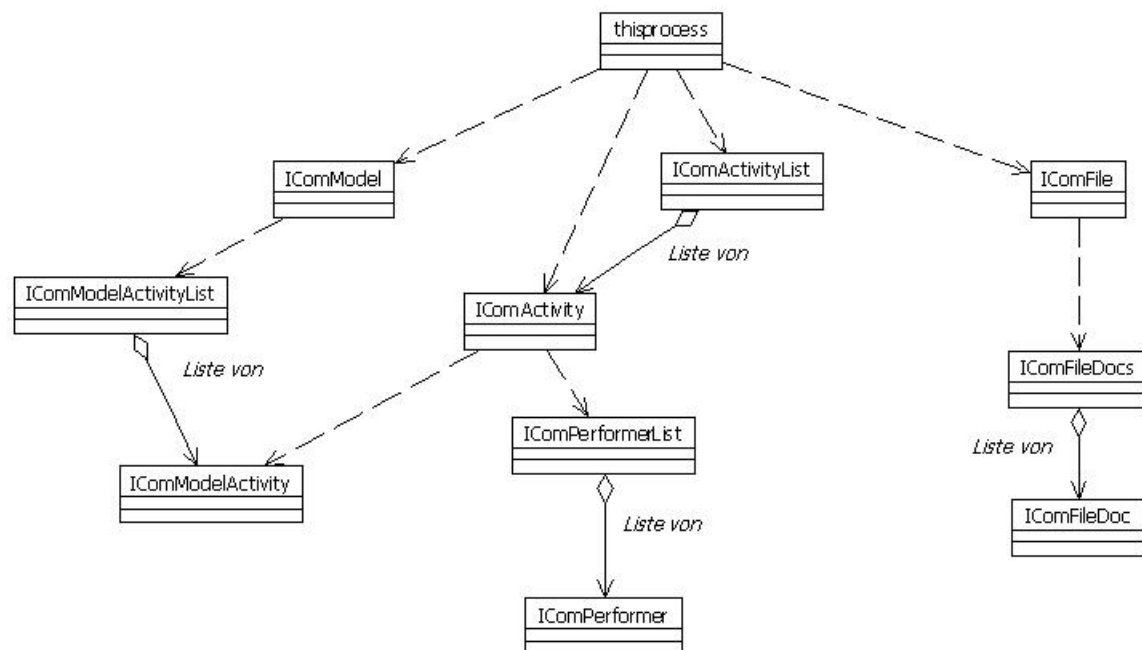 thisprocess
IComActivityList
IComModel
IComFile
Liste von
IComModelActivityList
IComActivity
Liste von
IComFileDocs
IComPerformerList
Liste von
IComModelActivity
IComFileDoc
Liste von
IComPerformer